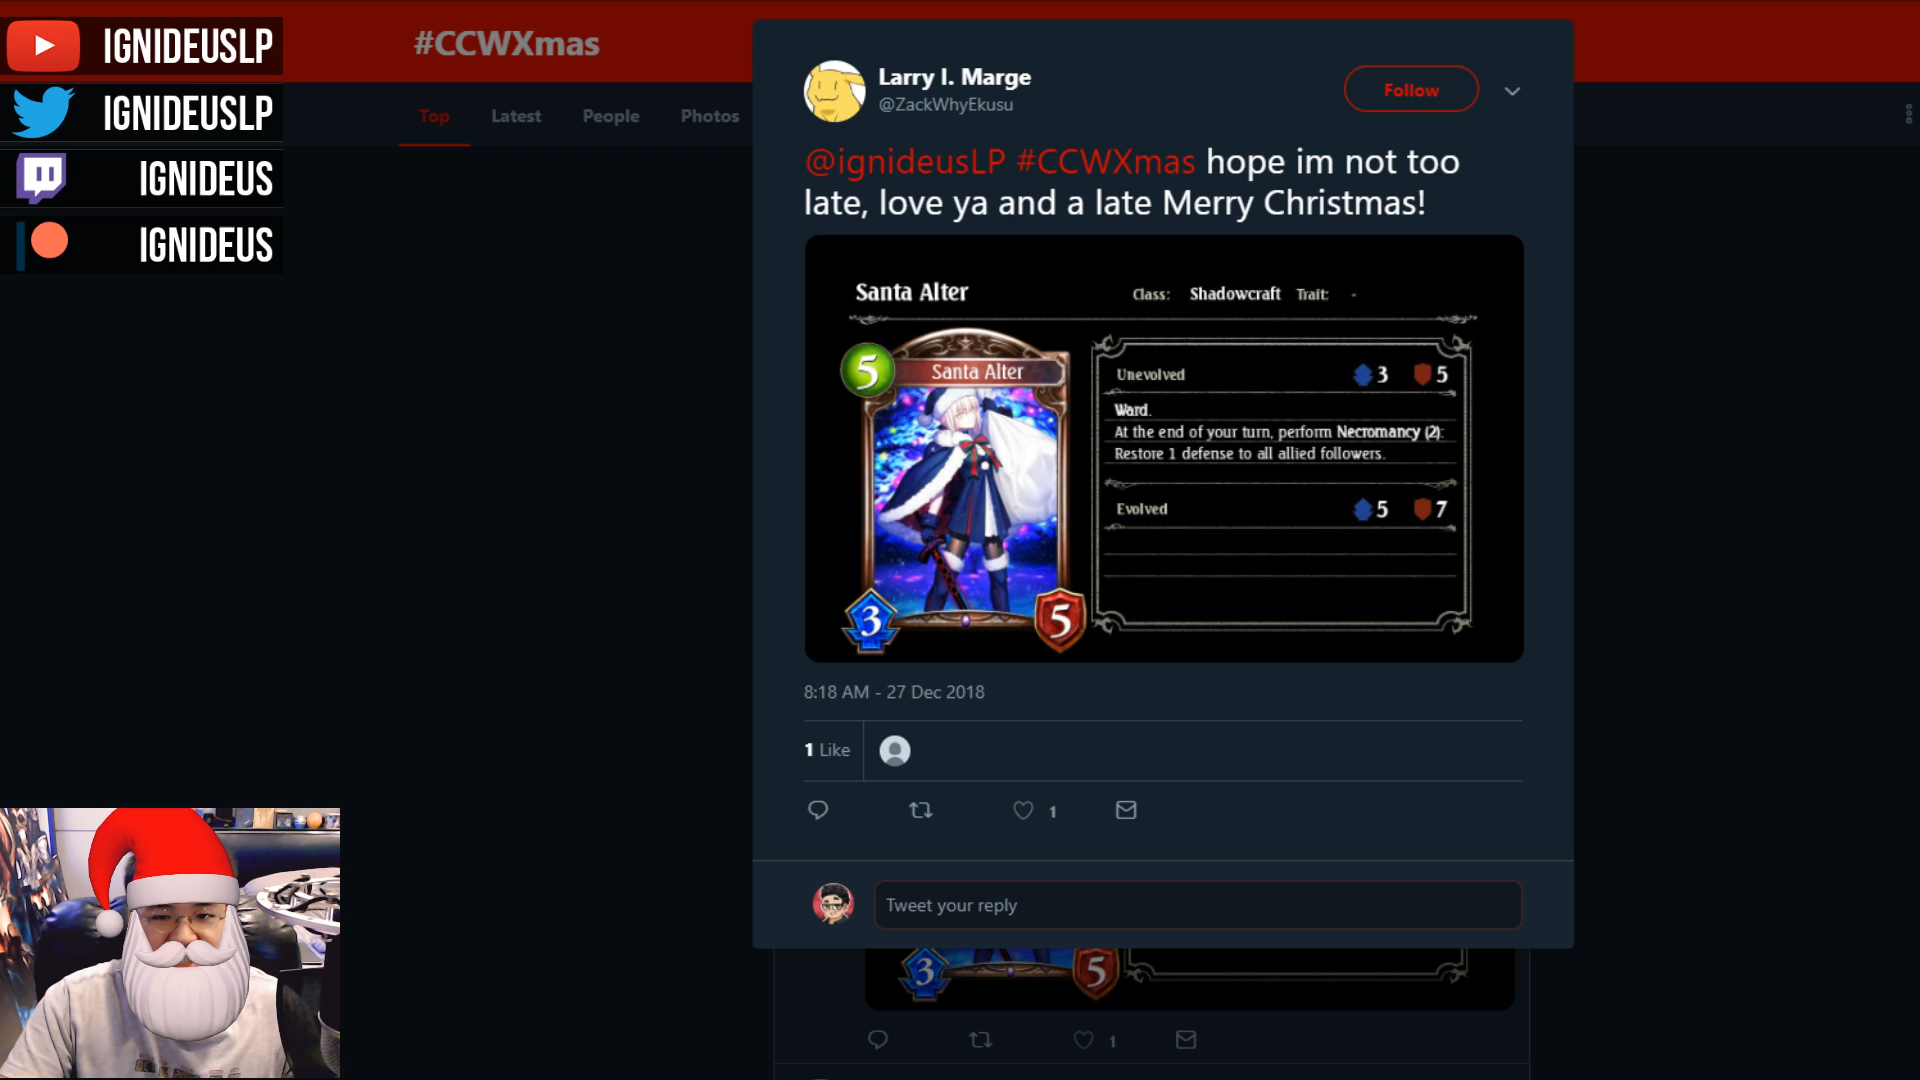 IGNIDEUSLP
IGNIDEUSLP
IGNIDEUS
IGNIDEUS
#CCWXmas
Top Latest People Photos
Larry I. Marge
@ZackWhyEkusu
Follow
@ignideusLP #CCWXmas hope im not too
late, love ya and a late Merry Christmas!
Santa Alter
Class: Shadowcraft Trait: -
5
Santa Alter
3
5
Unevolved 3 5
Ward.
At the end of your turn, perform Necromancy (2):
Restore 1 defense to all allied followers.
Evolved 5 7
8:18 AM - 27 Dec 2018
1 Like
1
Tweet your reply
3
5
1